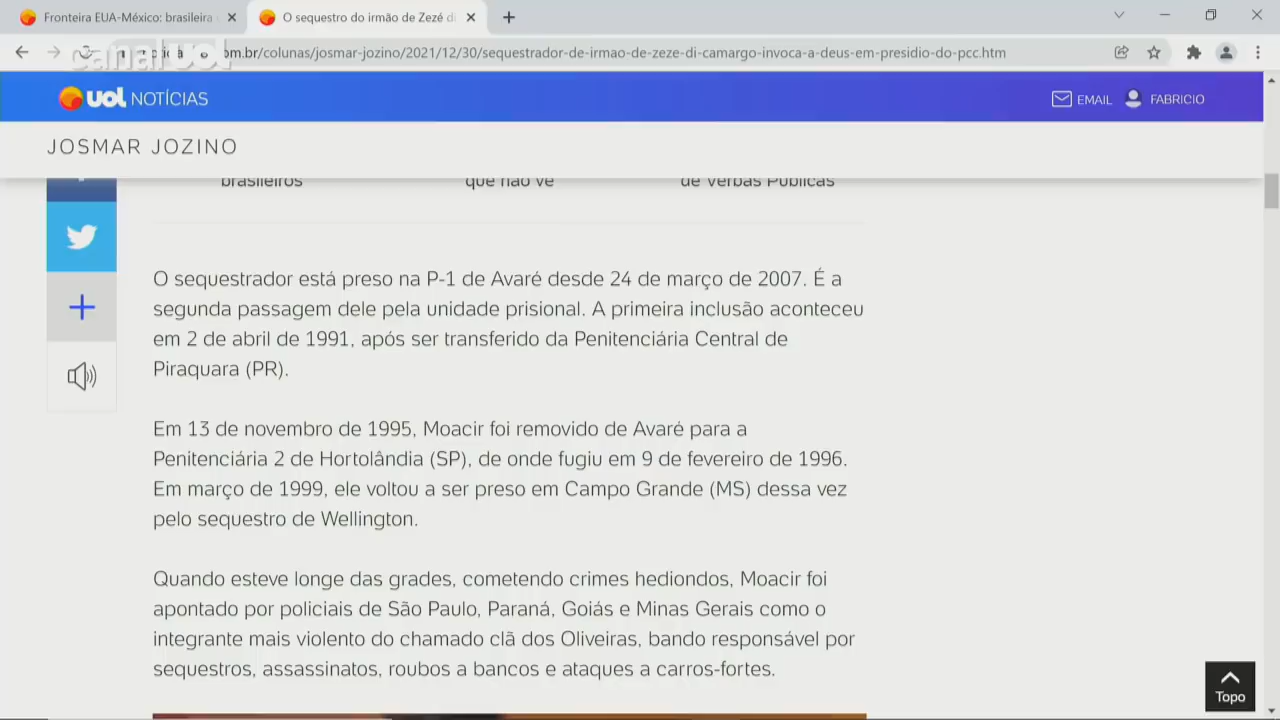 Fronteira EUA-México: brasileira
O sequestro do irmão de Zezé di
canal uol
om.br/colunas/josmar-jozino/2021/12/30/sequestrador-de-irmao-de-zeze-di-camargo-invoca-a-deus-em-presidio-do-pcc.htm
UOL NOTÍCIAS
EMAIL
FABRICIO
JOSMAR JOZINO
brasileiros
que não vê
de Verbas Públicas
O sequestrador está preso na P-1 de Avaré desde 24 de março de 2007. É a
segunda passagem dele pela unidade prisional. A primeira inclusão aconteceu
em 2 de abril de 1991, após ser transferido da Penitenciária Central de
Piraquara (PR).
Em 13 de novembro de 1995, Moacir foi removido de Avaré para a
Penitenciária 2 de Hortolândia (SP), de onde fugiu em 9 de fevereiro de 1996.
Em março de 1999, ele voltou a ser preso em Campo Grande (MS) dessa vez
pelo sequestro de Wellington.
Quando esteve longe das grades, cometendo crimes hediondos, Moacir foi
apontado por policiais de São Paulo, Paraná, Goiás e Minas Gerais como o
integrante mais violento do chamado clã dos Oliveiras, bando responsável por
sequestros, assassinatos, roubos a bancos e ataques a carros-fortes.
Topo